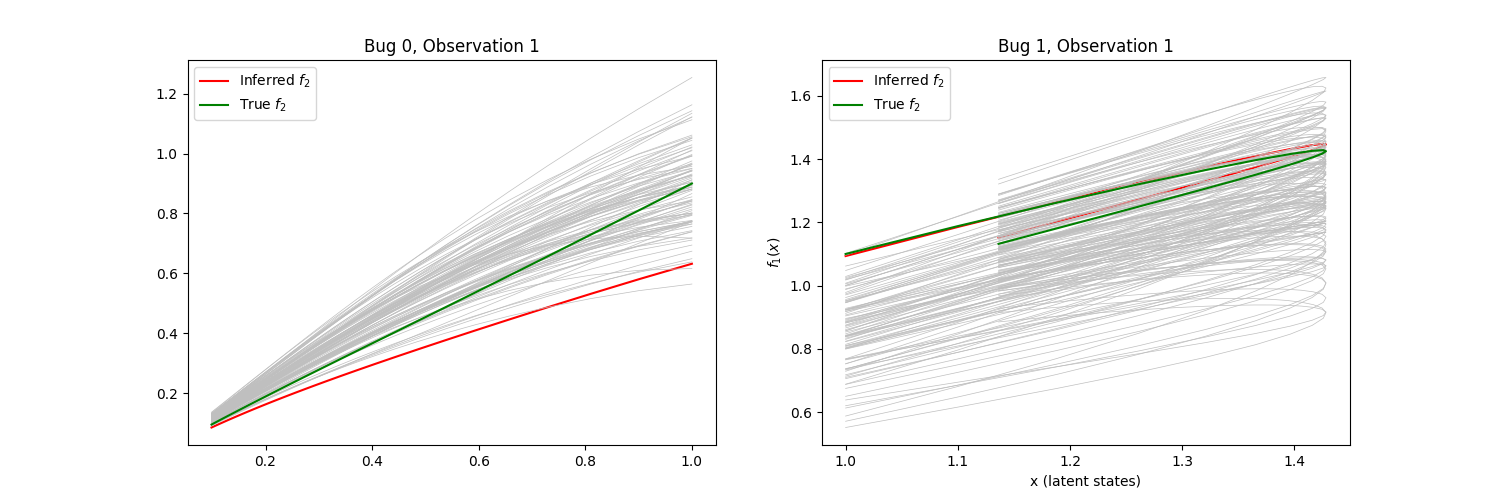 Bug 0, Observation 1
Inferred f₂
True f₂
1.2
1.0
0.8
0.6
0.4
0.2
0.2 0.4 0.6 0.8 1.0
Bug 1, Observation 1
Inferred f₂
True f₂
f₁(x)
1.6
1.4
1.2
1.0
0.8
0.6
1.0 1.1 1.2 1.3 1.4
x (latent states)